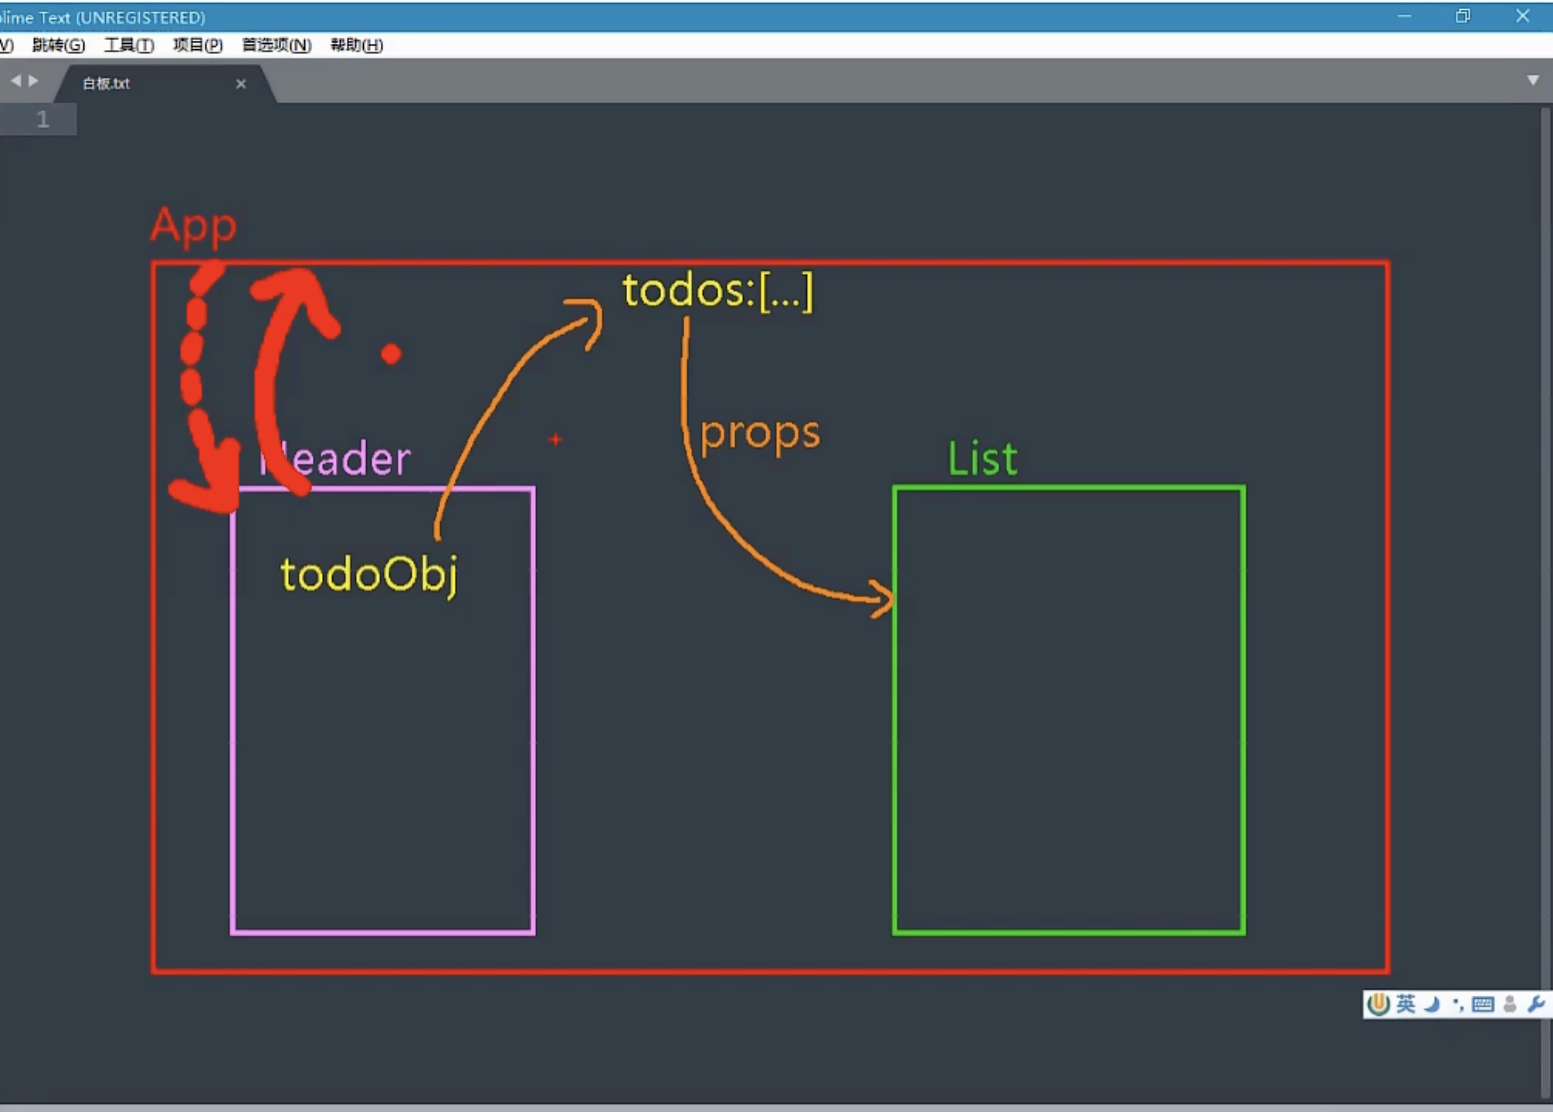 lime Text (UNREGISTERED)
V) 跳转(G) 工具(T) 项目(P) 首选项(N) 帮助(H)
白板.txt
1
App
todos:[...]
props
Header
List
todoObj
英